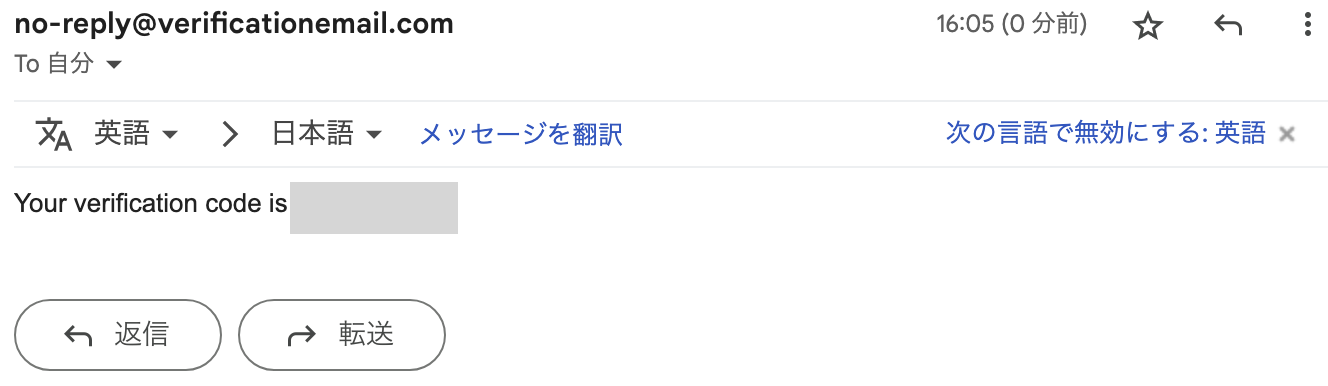 no-reply@verificationemail.com 16:05 (0 分前)
To 自分
英語 日本語 メッセージを翻訳 次の言語で無効にする: 英語
Your verification code is
返信 転送